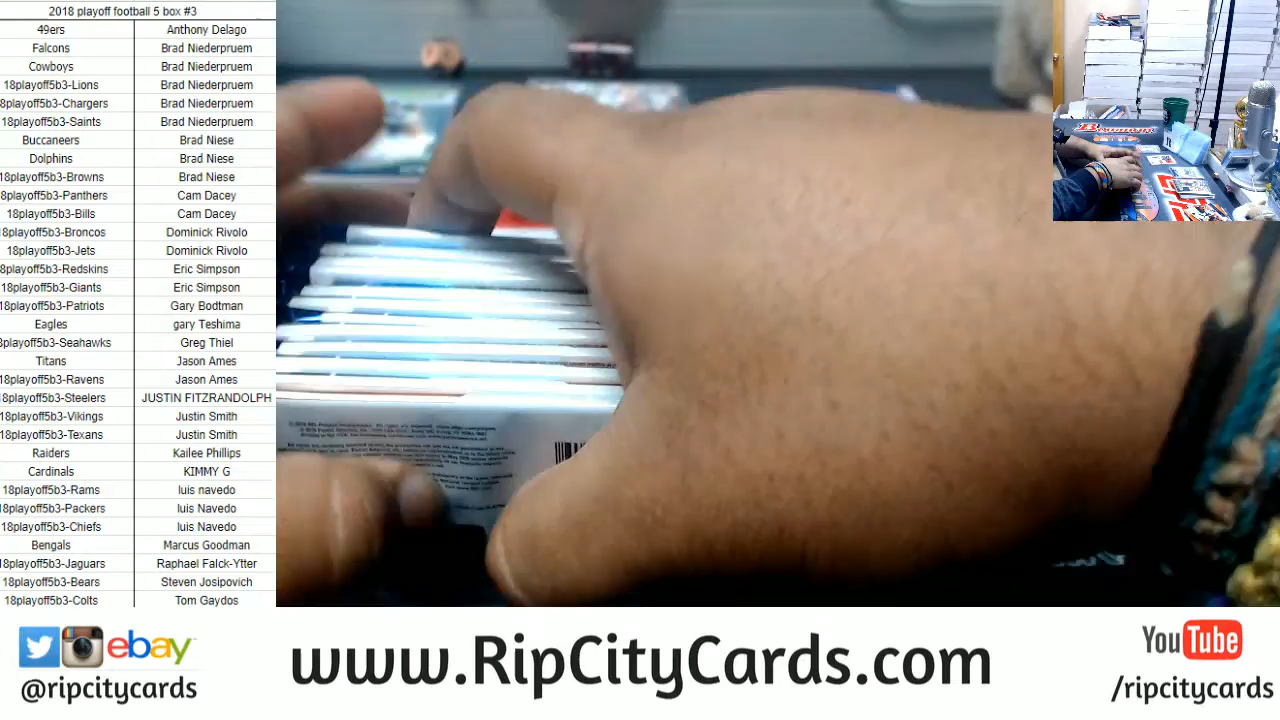 2018 playoff football 5 box #3
49ers Anthony Delago
Falcons Brad Niederpruem
Cowboys Brad Niederpruem
18playoff5b3-Lions Brad Niederpruem
8playoff5b3-Chargers Brad Niederpruem
18playoff5b3-Saints Brad Niederpruem
Buccaneers Brad Niese
Dolphins Brad Niese
18playoff5b3-Browns Brad Niese
8playoff5b3-Panthers Cam Dacey
18playoff5b3-Bills Cam Dacey
8playoff5b3-Broncos Dominick Rivolo
18playoff5b3-Jets Dominick Rivolo
8playoff5b3-Redskins Eric Simpson
18playoff5b3-Giants Eric Simpson
8playoff5b3-Patriots Gary Bodtman
Eagles gary Teshima
8playoff5b3-Seahawks Greg Thiel
Titans Jason Ames
8playoff5b3-Ravens Jason Ames
8playoff5b3-Steelers JUSTIN FITZRANDOLPH
18playoff5b3-Vikings Justin Smith
18playoff5b3-Texans Justin Smith
Raiders Kailee Phillips
Cardinals KIMMY G
18playoff5b3-Rams luis navedo
8playoff5b3-Packers luis Navedo
18playoff5b3-Chiefs luis Navedo
Bengals Marcus Goodman
8playoff5b3-Jaguars Raphael Falck-Ytter
18playoff5b3-Bears Steven Josipovich
18playoff5b3-Colts Tom Gaydos
ebay
@ripcitycards
www.RipCityCards.com
YouTube
/ripcitycards